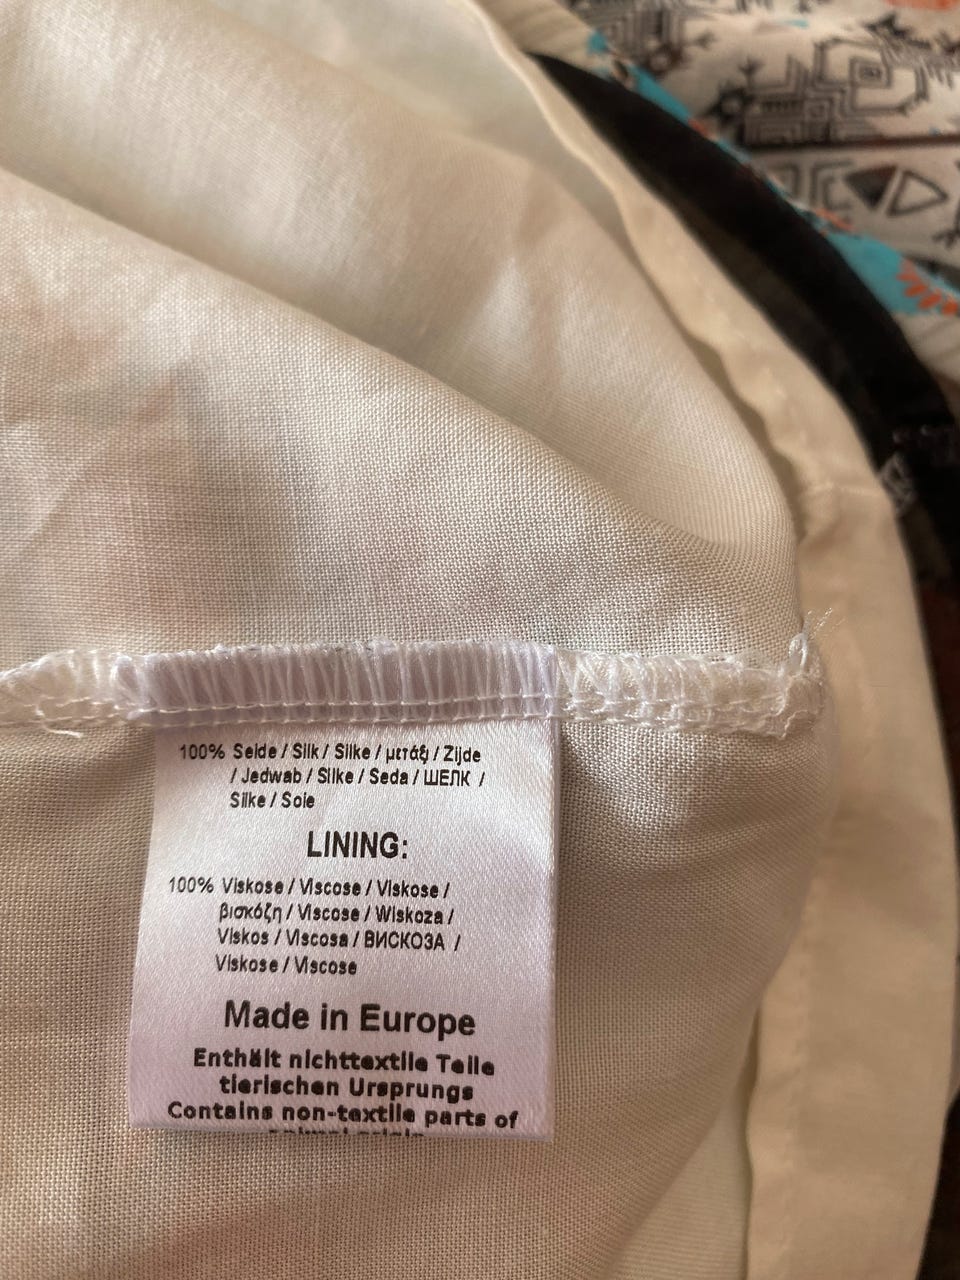 100% Seide / Silk / Silke / μετάξι / Zijde
/ Jedwab / Silke / Seda / ШЕЛК /
Silke / Soie
LINING:
100% Viskose / Viscose / Viskose /
βισκόζη / Viscose / Wiskoza /
Viskos / Viscosa / ВИСКОЗА /
Viskose / Viscose
Made in Europe
Enthält nichttextile Teile
tierischen Ursprungs
Contains non-textile parts of